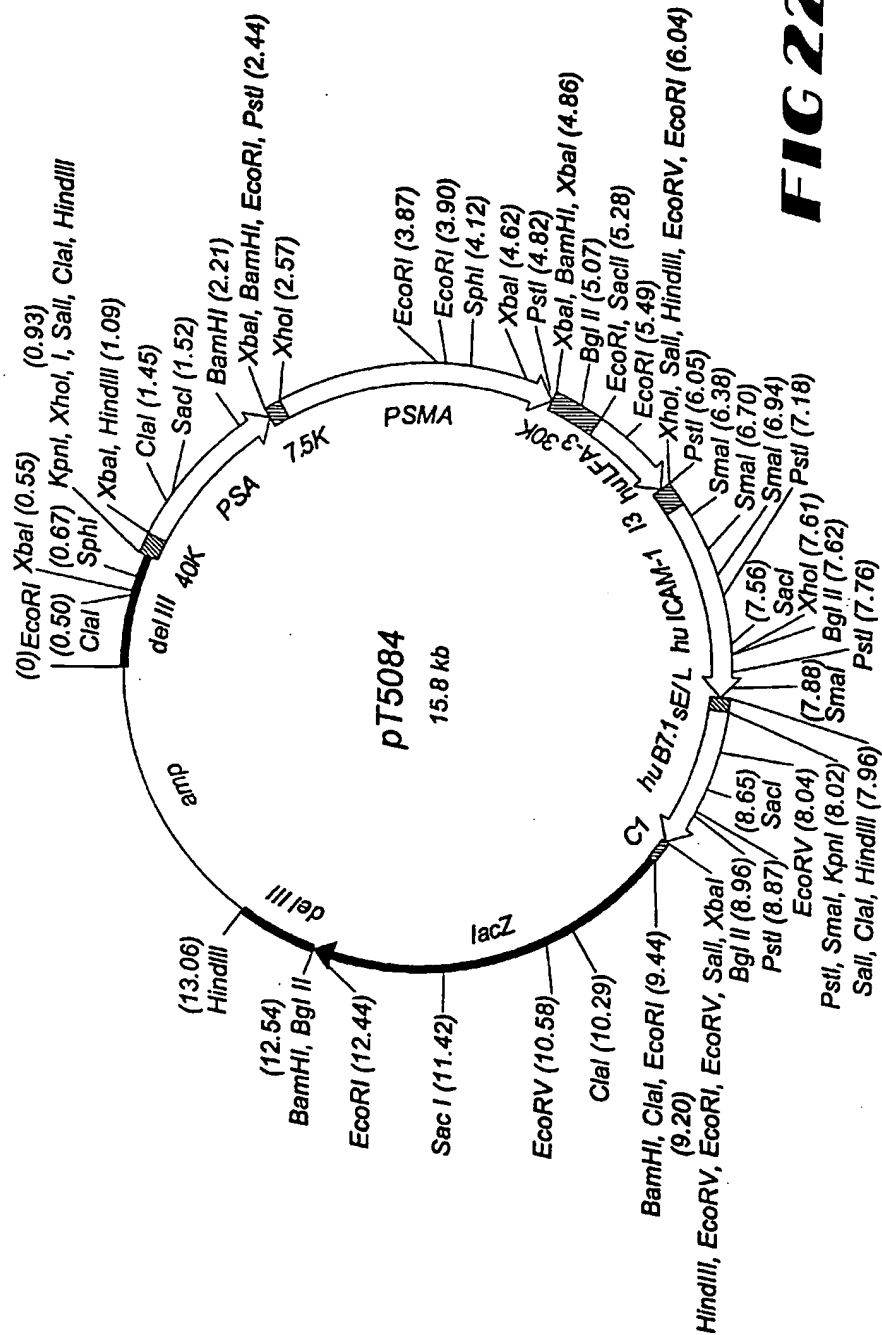 (0)EcoRI XbaI (0.55)
(0.50) (0.67)
ClaI SphI
(0.93)
KpnI, XhoI, I, SalI, ClaI, HindIII
XbaI, HindIII (1.09)
ClaI (1.45)
SacI (1.52)
BamHI (2.21)
XbaI, BamHI, EcoRI, PstI (2.44)
XhoI (2.57)
EcoRI (3.87)
EcoRI (3.90)
SphI (4.12)
XbaI (4.62)
PstI (4.82)
XbaI, BamHI, XbaI (4.86)
Bgl II (5.07)
EcoRI, SacII (5.28)
EcoRI (5.49)
XhoI, SalI, HindIII, EcoRV, EcoRI (6.04)
PstI (6.05)
SmaI (6.38)
SmaI (6.70)
SmaI (6.94)
PstI (7.18)
(7.56)
SacI
XhoI (7.61)
Bgl II (7.62)
PstI (7.76)
(7.88)
SmaI
SalI, ClaI, HindIII (7.96)
PstI, SmaI, KpnI (8.02)
EcoRV (8.04)
(8.65)
SacI
PstI (8.87)
Bgl II (8.96)
HindIII, EcoRV, EcoRI, EcoRV, SalI, XbaI
(9.20)
BamHI, ClaI, EcoRI (9.44)
ClaI (10.29)
EcoRV (10.58)
Sac I (11.42)
EcoRI (12.44)
(12.54)
BamHI, Bgl II
(13.06)
HindIII
del III
40K
PSA
7.5K
PSMA
30K
huLFA-3
I3
hu ICAM-1
sE/L
hu B7.1
C1
lacZ
del III
amp
pT5084
15.8 kb
FIG 22